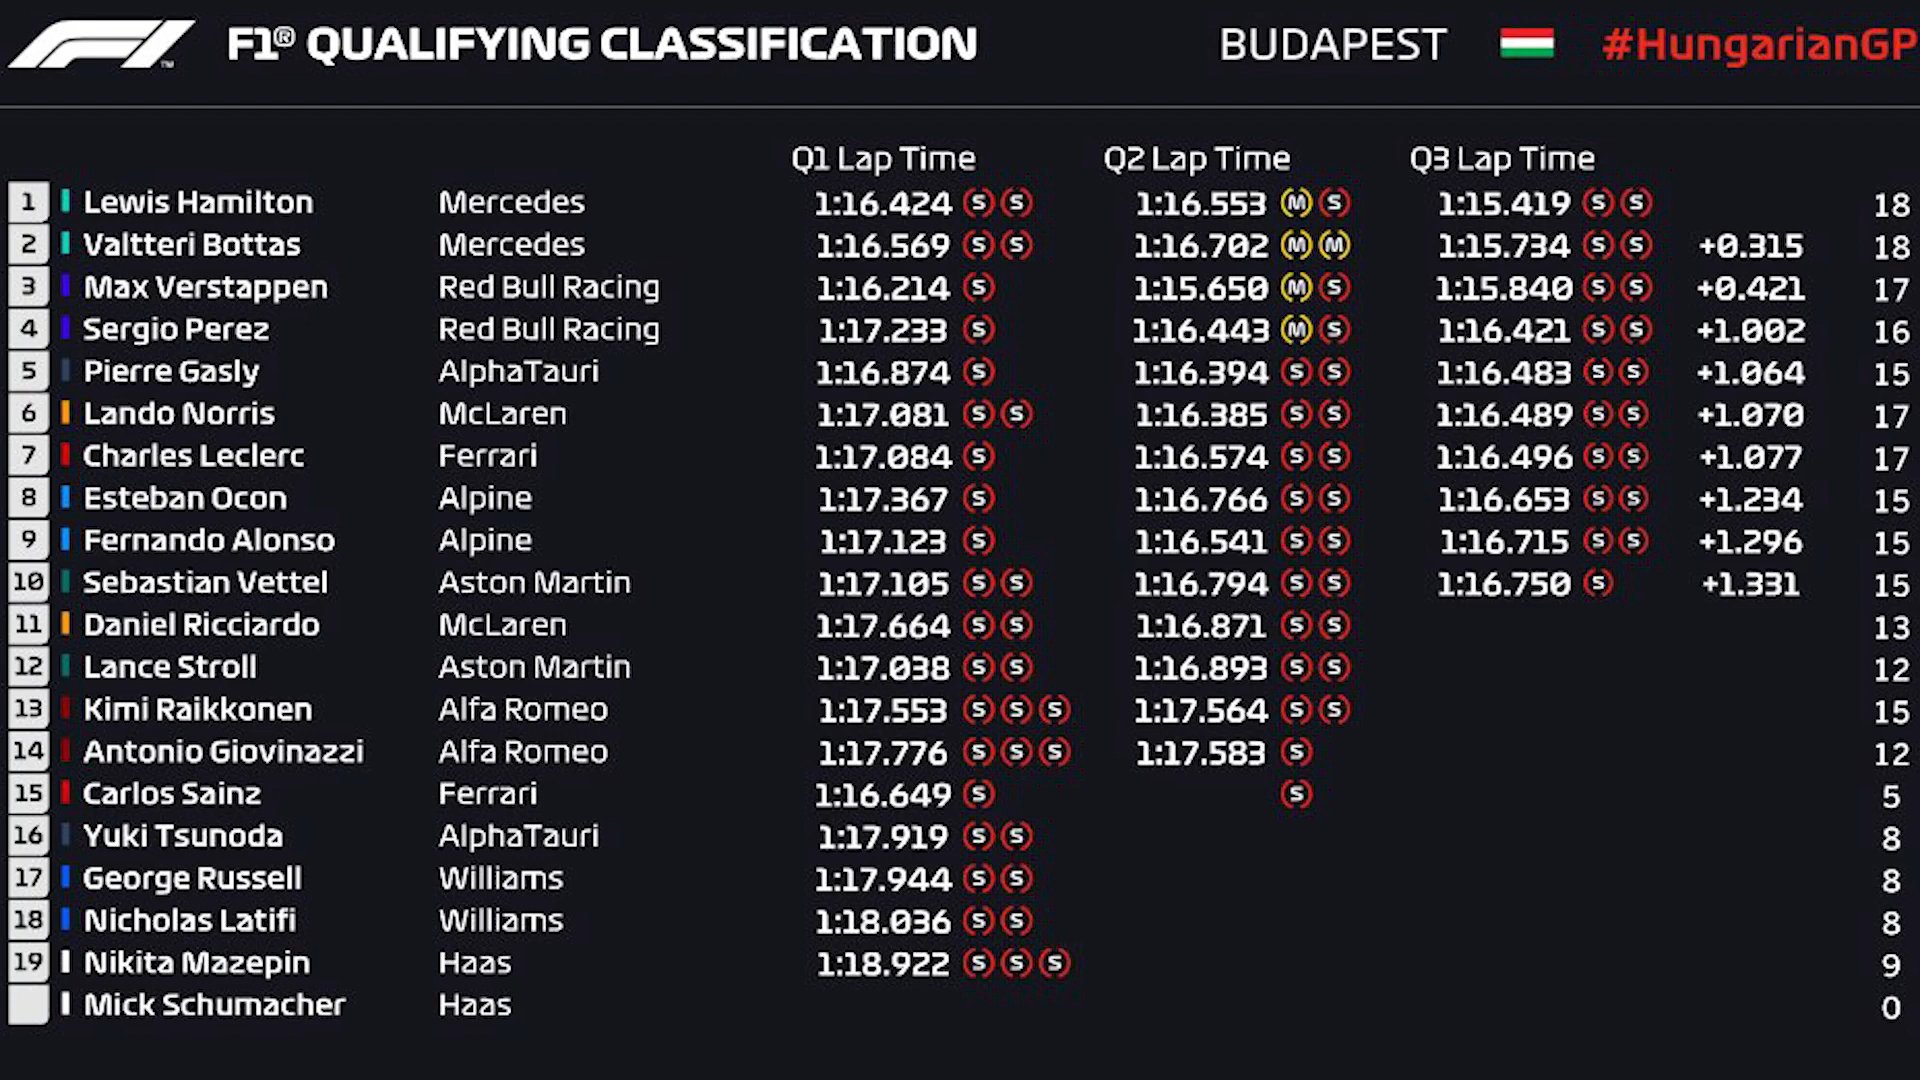 F1® QUALIFYING CLASSIFICATION BUDAPEST #HungarianGP
Q1 Lap Time Q2 Lap Time Q3 Lap Time
1 Lewis Hamilton Mercedes 1:16.424 S S 1:16.553 M S 1:15.419 S S 18
2 Valtteri Bottas Mercedes 1:16.569 S S 1:16.702 M M 1:15.734 S S +0.315 18
3 Max Verstappen Red Bull Racing 1:16.214 S 1:15.650 M S 1:15.840 S S +0.421 17
4 Sergio Perez Red Bull Racing 1:17.233 S 1:16.443 M S 1:16.421 S S +1.002 16
5 Pierre Gasly AlphaTauri 1:16.874 S 1:16.394 S S 1:16.483 S S +1.064 15
6 Lando Norris McLaren 1:17.081 S S 1:16.385 S S 1:16.489 S S +1.070 17
7 Charles Leclerc Ferrari 1:17.084 S 1:16.574 S S 1:16.496 S S +1.077 17
8 Esteban Ocon Alpine 1:17.367 S 1:16.766 S S 1:16.653 S S +1.234 15
9 Fernando Alonso Alpine 1:17.123 S 1:16.541 S S 1:16.715 S S +1.296 15
10 Sebastian Vettel Aston Martin 1:17.105 S S 1:16.794 S S 1:16.750 S +1.331 15
11 Daniel Ricciardo McLaren 1:17.664 S S 1:16.871 S S 13
12 Lance Stroll Aston Martin 1:17.038 S S 1:16.893 S S 12
13 Kimi Raikkonen Alfa Romeo 1:17.553 S S S 1:17.564 S S 15
14 Antonio Giovinazzi Alfa Romeo 1:17.776 S S S 1:17.583 S 12
15 Carlos Sainz Ferrari 1:16.649 S S 5
16 Yuki Tsunoda AlphaTauri 1:17.919 S S 8
17 George Russell Williams 1:17.944 S S 8
18 Nicholas Latifi Williams 1:18.036 S S 8
19 Nikita Mazepin Haas 1:18.922 S S S 9
Mick Schumacher Haas 0